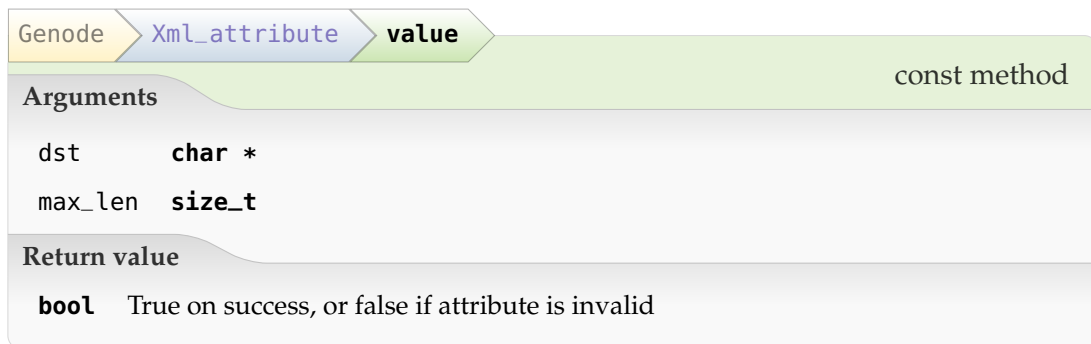 Genode Xml_attribute value
const method
Arguments
dst char *
max_len size_t
Return value
bool True on success, or false if attribute is invalid